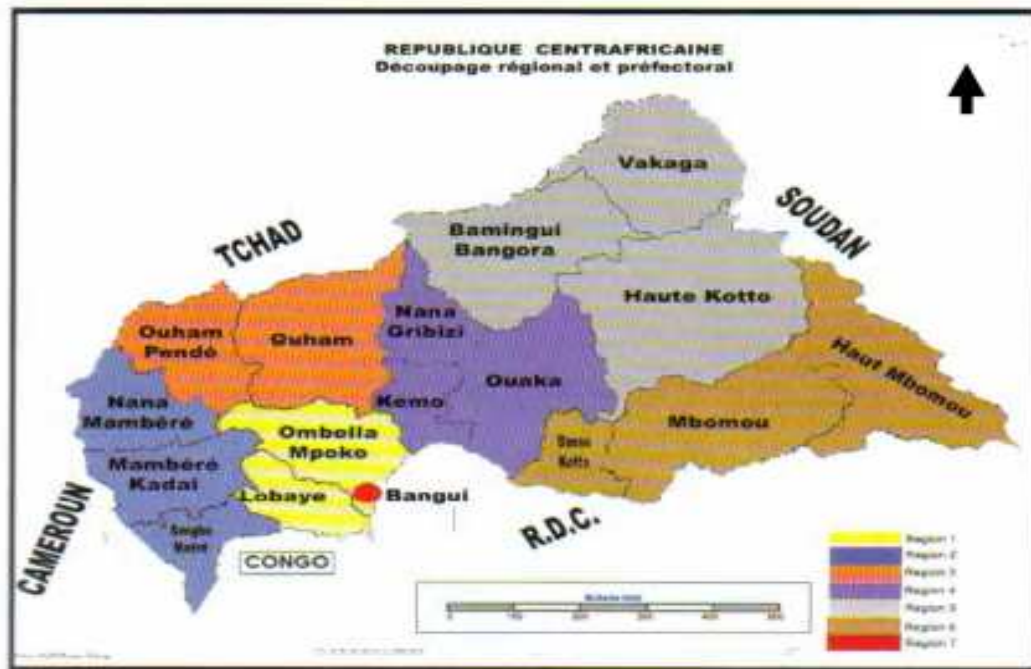 REPUBLIQUE CENTRAFRICAINE
Découpage régional et préfectoral
Vakaga
SOUDAN
Bamingui
Bangora
TCHAD
Haute Kotto
Nana
Gribizi
Ouham
Pendé
Ouham
Haut Mbomou
Ouaka
Nana
Mambéré
Kemo
Mbomou
Ombella
Mpoko
Kotto
Mambéré
Kadai
Lobaye
Bangui
CAMEROUN
R.D.C.
CONGO
Region 1
Region 2
Region 3
Region 4
Region 5
Region 6
Region 7